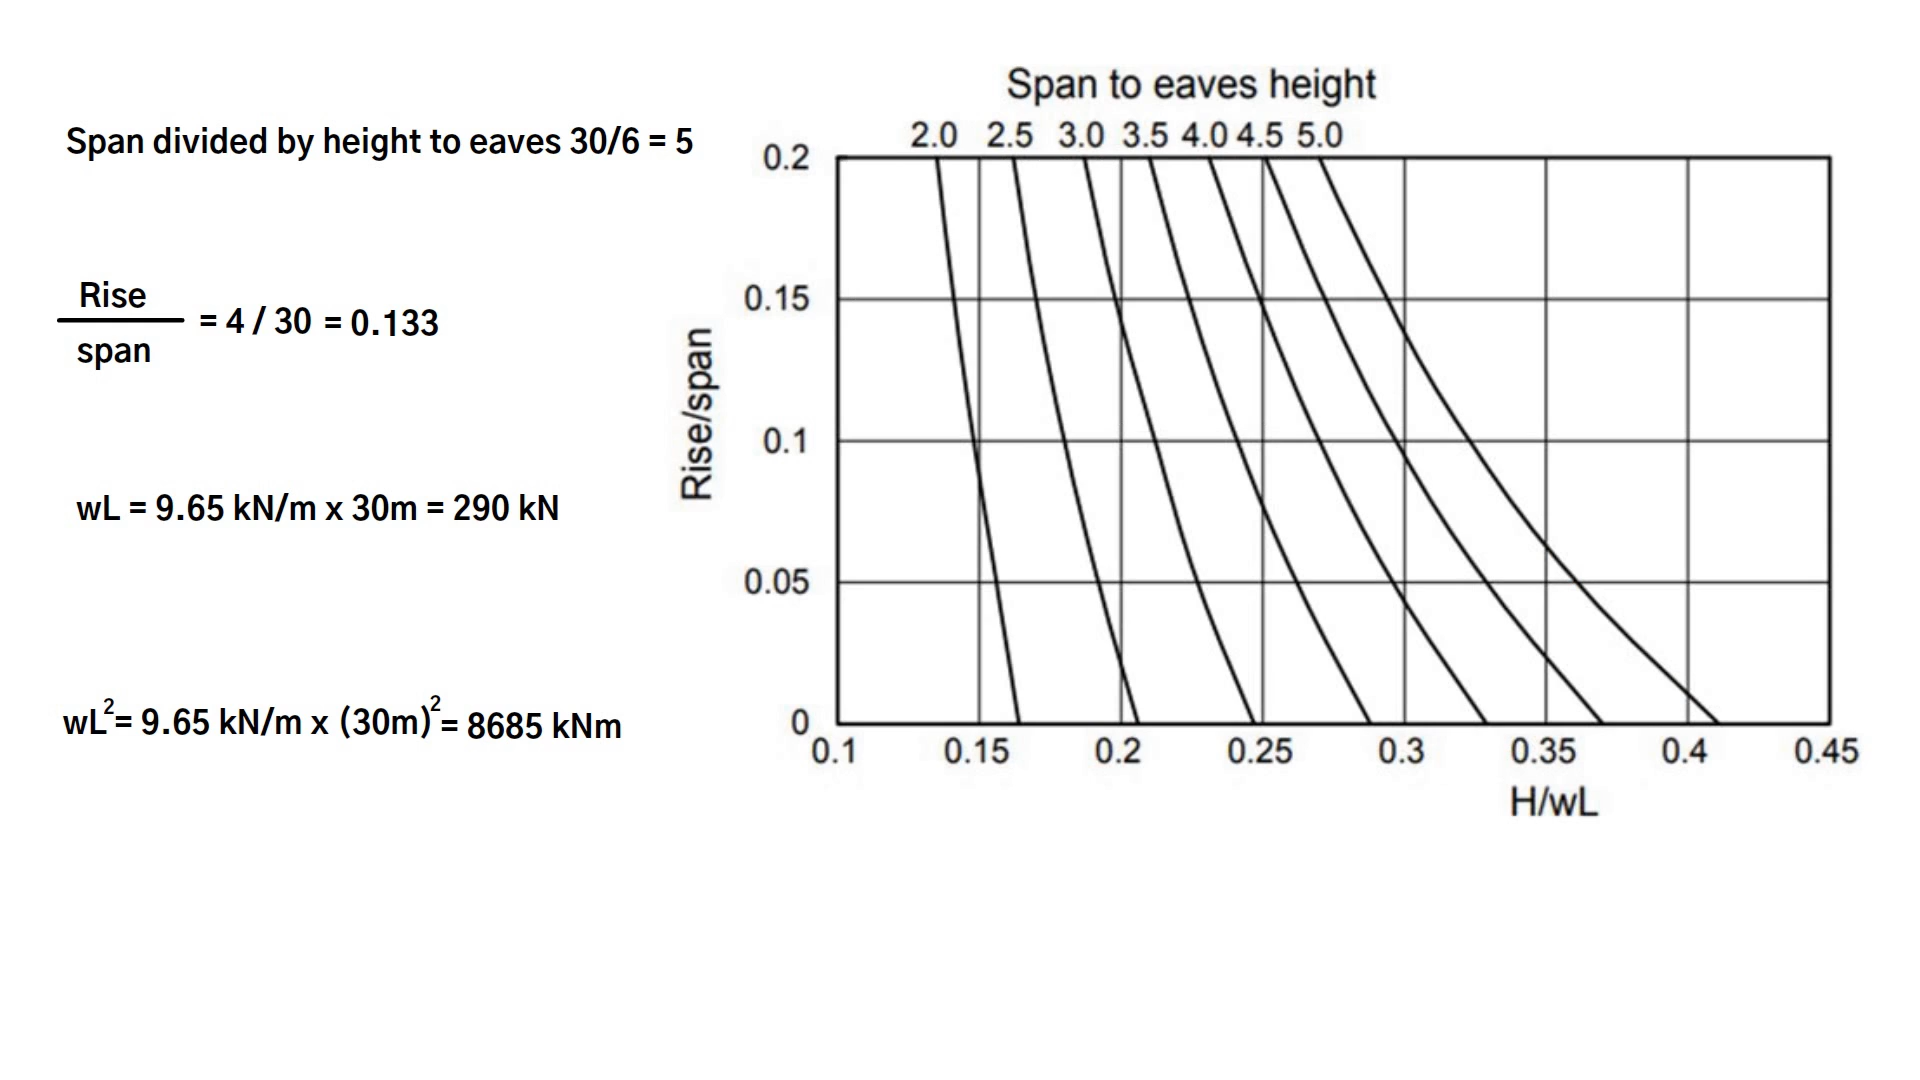 Span divided by height to eaves 30/6 = 5
Rise
span
= 4 / 30 = 0.133
wL = 9.65 kN/m x 30m = 290 kN
wL²= 9.65 kN/m x (30m)²= 8685 kNm
Span to eaves height
2.0 2.5 3.0 3.5 4.0 4.5 5.0
0.2
0.15
0.1
0.05
0
Rise/span
0.1 0.15 0.2 0.25 0.3 0.35 0.4 0.45
H/wL